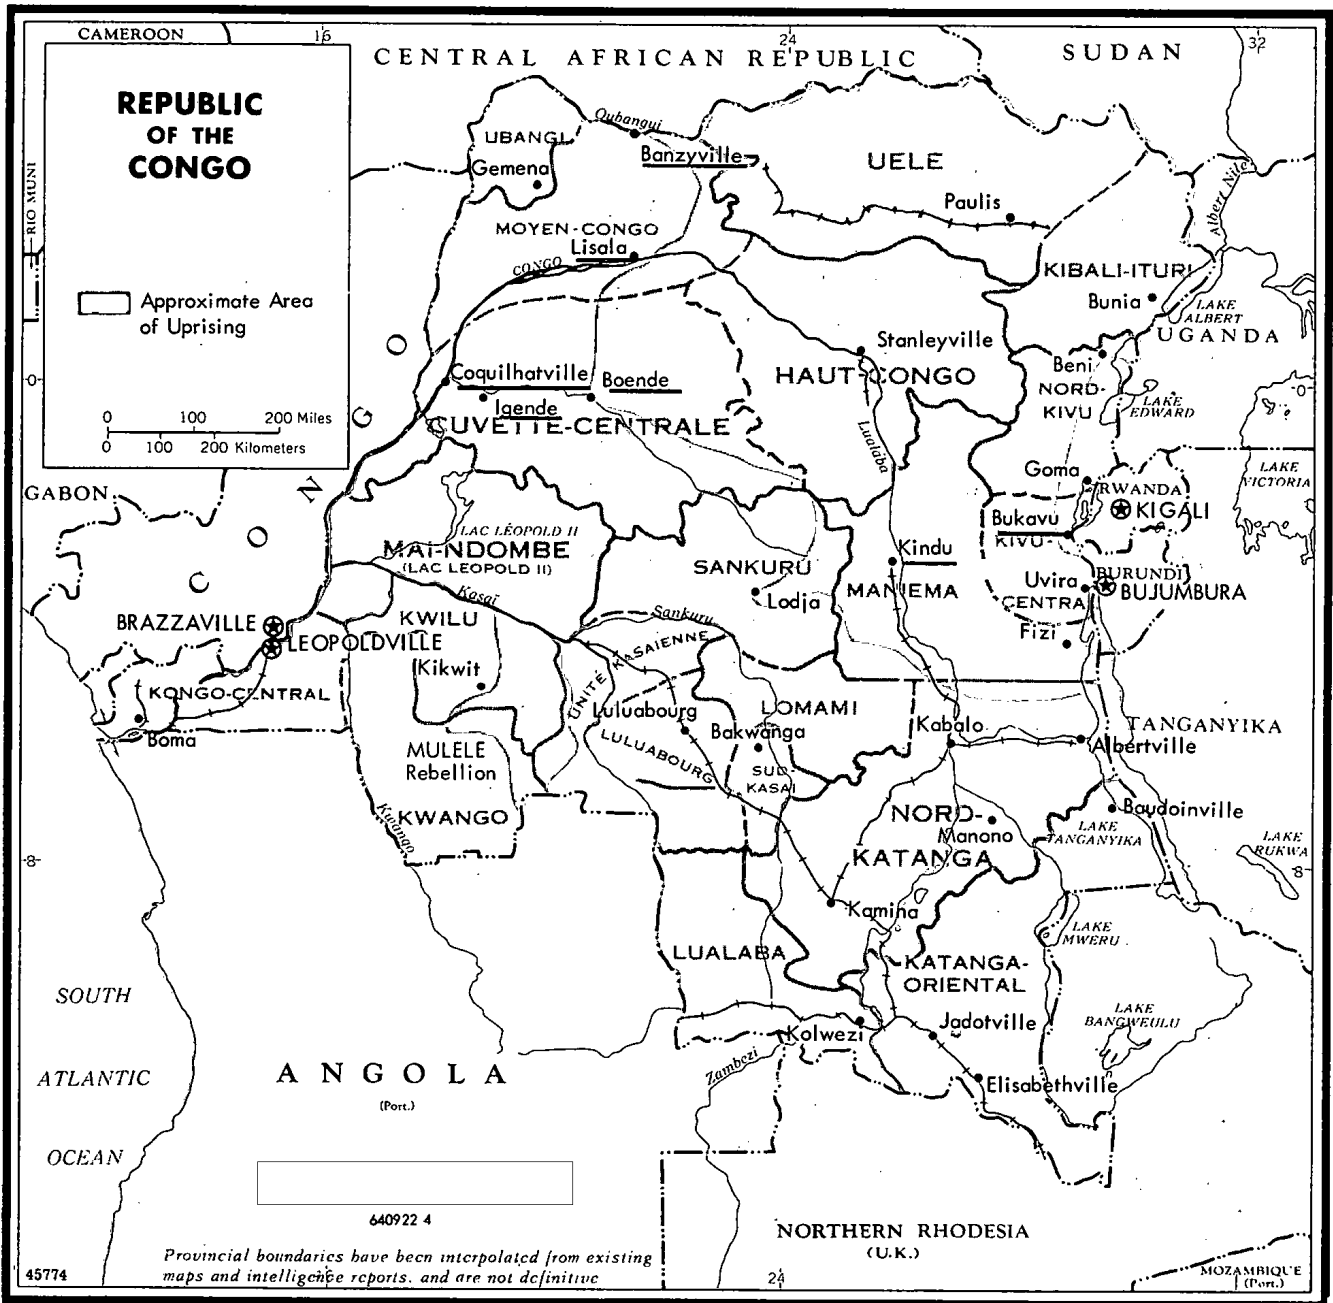 CAMEROON
16
24
32
CENTRAL AFRICAN REPUBLIC
SUDAN
REPUBLIC
OF THE
CONGO
RIO MUNI
Approximate Area
of Uprising
0
100
200 Miles
0
100
200 Kilometers
Oubangui
UBANGI
Gemena
Banzyville
UELE
Paulis
Albert Nile
MOYEN-CONGO
Lisala
CONGO
KIBALI-ITURI
Bunia
LAKE
ALBERT
UGANDA
Stanleyville
HAUT-CONGO
Beni
NORD-
KIVU
LAKE
EDWARD
0
0
Coquilhatville
Boende
Igende
CUVETTE-CENTRALE
Lualaba
CONGO
GABON
Goma
LAKE
VICTORIA
RWANDA
KIGALI
Bukavu
KIVU-
LAC LÉOPOLD II
MAI-NDOMBE
(LAC LEOPOLD II)
SANKURU
Lodja
Kindu
MANIEMA
Uvira
CENTRAL
BURUNDI
BUJUMBURA
Fizi
Kasaï
Sankuru
BRAZZAVILLE
LEOPOLDVILLE
KWILU
Kikwit
UNITÉ KASAIENNE
KONGO-CENTRAL
Boma
Luluabourg
LULUABOURG
Bakwanga
LOMAMI
SUD-
KASAI
Kabalo
TANGANYIKA
Albertville
MULELE
Rebellion
KWANGO
Kwango
NORD-
KATANGA
Manono
Baudoinville
LAKE
TANGANYIKA
LAKE
RUKWA
8
8
Kamina
LUALABA
LAKE
MWERU
KATANGA-
ORIENTAL
SOUTH
ATLANTIC
OCEAN
Kolwezi
Jadotville
LAKE
BANGWEULU
ANGOLA
(Port.)
Zambezi
Elisabethville
640922 4
NORTHERN RHODESIA
(U.K.)
Provincial boundaries have been interpolated from existing
maps and intelligence reports. and are not definitive
45774
16
24
MOZAMBIQUE
(Port.)